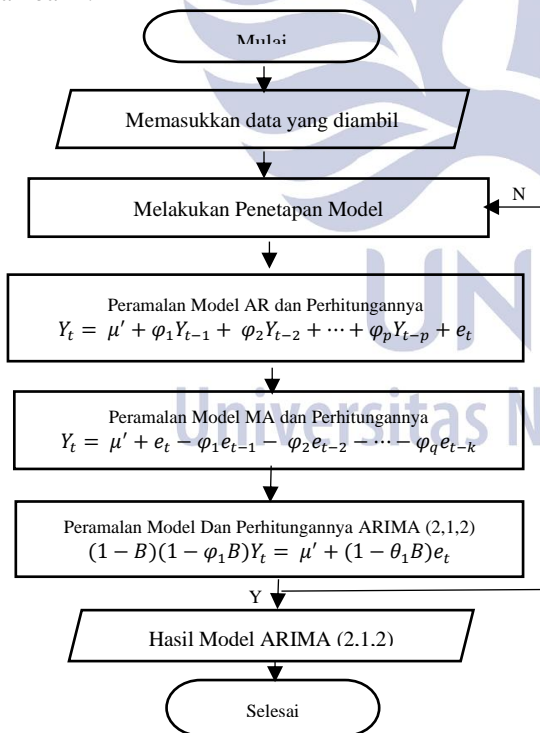 Mulai
Memasukkan data yang diambil
Melakukan Penetapan Model
N
Peramalan Model AR dan Perhitungannya
Y_t = μ′ + φ_1Y_{t−1} + φ_2Y_{t−2} + ⋯ + φ_pY_{t−p} + e_t
Peramalan Model MA dan Perhitungannya
Y_t = μ′ + e_t − φ_1e_{t−1} − φ_2e_{t−2} − ⋯ − φ_qe_{t−k}
Peramalan Model Dan Perhitungannya ARIMA (2,1,2)
(1 − B)(1 − φ_1B)Y_t = μ′ + (1 − θ_1B)e_t
Y
Hasil Model ARIMA (2.1.2)
Selesai
UN
Universitas N